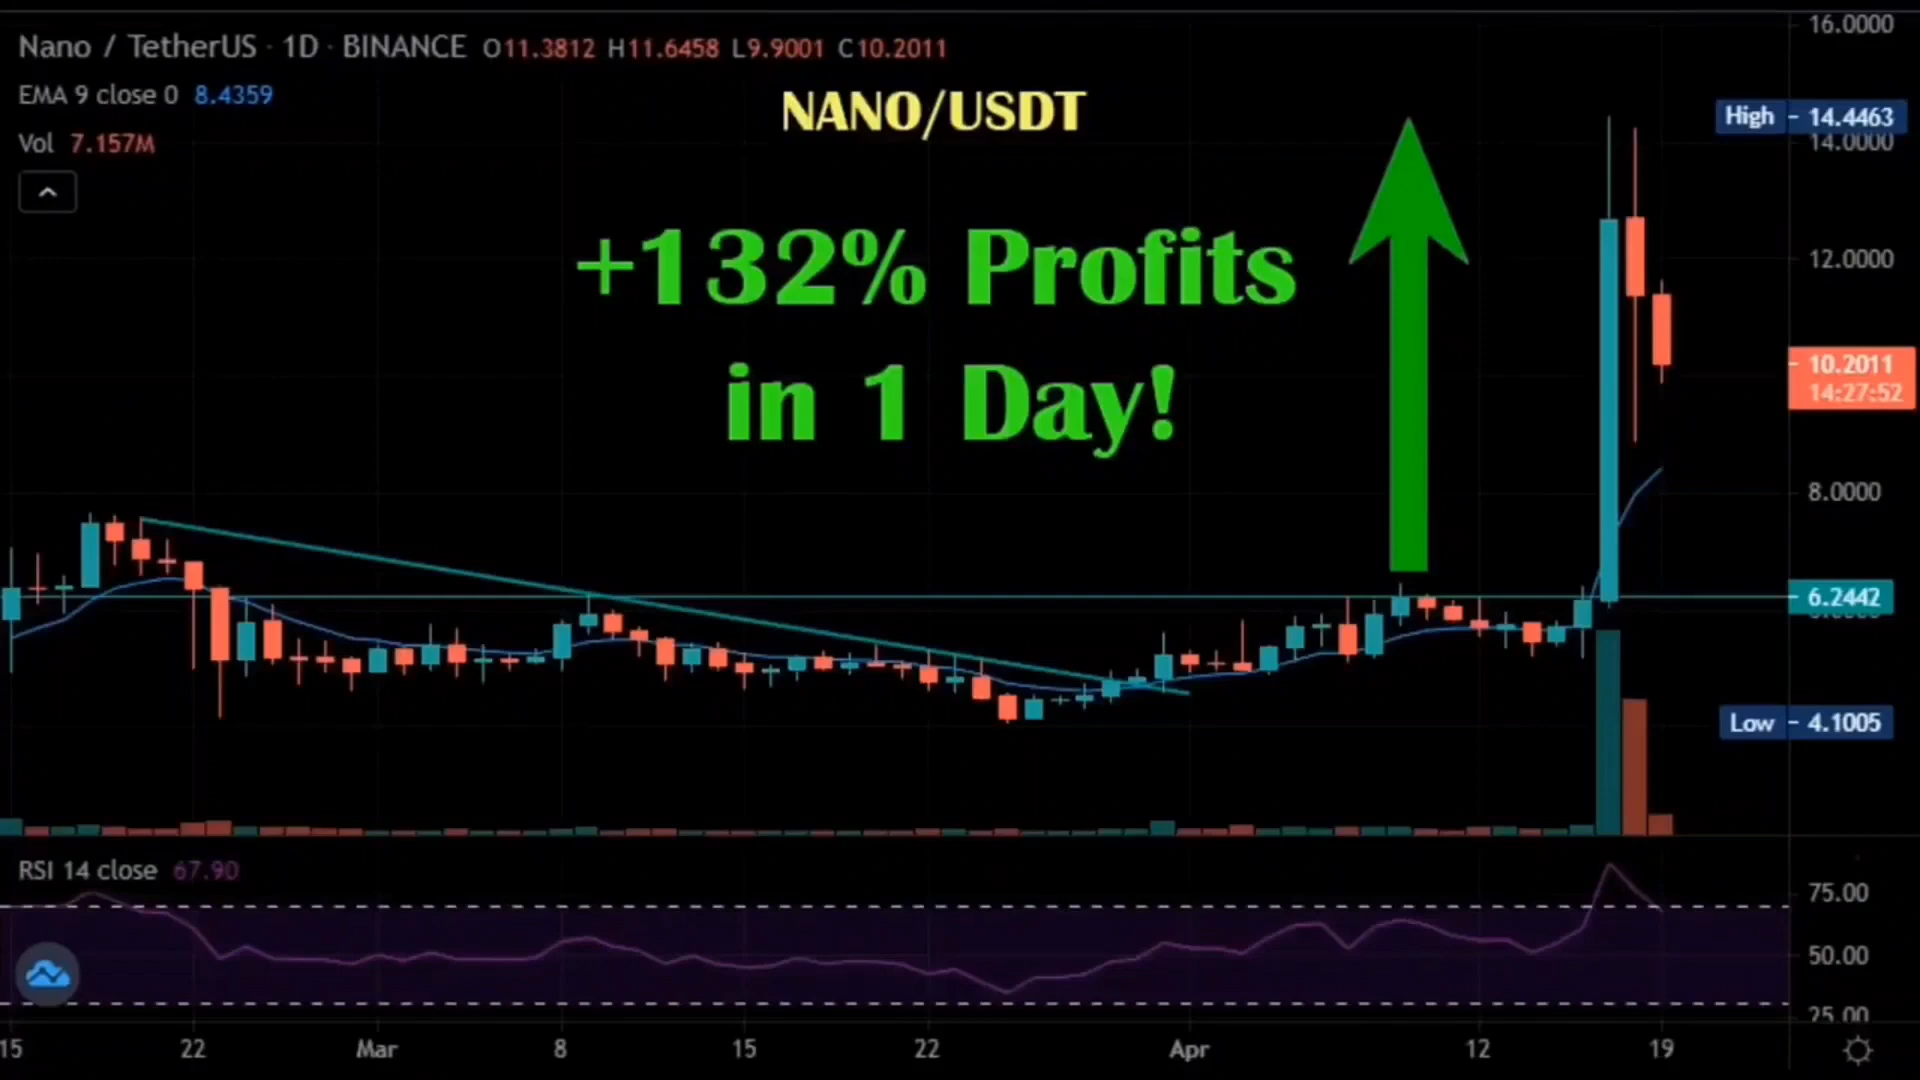 Nano / TetherUS · 1D · BINANCE O11.3812 H11.6458 L9.9001 C10.2011
EMA 9 close 0 8.4359
Vol 7.157M
NANO/USDT
+132% Profits
in 1 Day!
16.0000
High - 14.4463
14.0000
12.0000
10.2011
14:27:52
8.0000
6.2442
Low - 4.1005
RSI 14 close 67.90
75.00
50.00
25.00
15 22 Mar 8 15 22 Apr 12 19